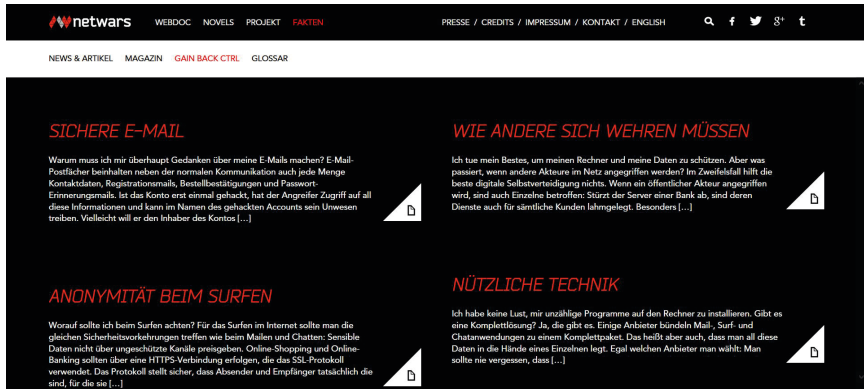 netwars WEBDOC NOVELS PROJEKT FAKTEN PRESSE / CREDITS / IMPRESSUM / KONTAKT / ENGLISH f 8+ t
NEWS & ARTIKEL MAGAZIN GAIN BACK CTRL GLOSSAR
SICHERE E-MAIL
Warum muss ich mir überhaupt Gedanken über meine E-Mails machen? E-Mail-
Postfächer beinhalten neben der normalen Kommunikation auch jede Menge
Kontaktdaten, Registrationsmails, Bestellbestätigungen und Passwort-
Erinnerungsmails. Ist das Konto erst einmal gehackt, hat der Angreifer Zugriff auf all
diese Informationen und kann im Namen des gehackten Accounts sein Unwesen
treiben. Vielleicht will er den Inhaber des Kontos [...]
WIE ANDERE SICH WEHREN MÜSSEN
Ich tue mein Bestes, um meinen Rechner und meine Daten zu schützen. Aber was
passiert, wenn andere Akteure im Netz angegriffen werden? Im Zweifelsfall hilft die
beste digitale Selbstverteidigung nichts. Wenn ein öffentlicher Akteur angegriffen
wird, sind auch Einzelne betroffen: Stürzt der Server einer Bank ab, sind deren
Dienste auch für sämtliche Kunden lahmgelegt. Besonders [...]
ANONYMITÄT BEIM SURFEN
Worauf sollte ich beim Surfen achten? Für das Surfen im Internet sollte man die
gleichen Sicherheitsvorkehrungen treffen wie beim Mailen und Chatten: Sensible
Daten nicht über ungeschützte Kanäle preisgeben. Online-Shopping und Online-
Banking sollten über eine HTTPS-Verbindung erfolgen, die das SSL-Protokoll
verwendet. Das Protokoll stellt sicher, dass Absender und Empfänger tatsächlich die
sind, für die sie [...]
NÜTZLICHE TECHNIK
Ich habe keine Lust, mir unzählige Programme auf den Rechner zu installieren. Gibt es
eine Komplettlösung? Ja, die gibt es. Einige Anbieter bündeln Mail-, Surf- und
Chatanwendungen zu einem Komplettpaket. Das heißt aber auch, dass man all diese
Daten in die Hände eines Einzelnen legt. Egal welchen Anbieter man wählt: Man
sollte nie vergessen, dass [...]